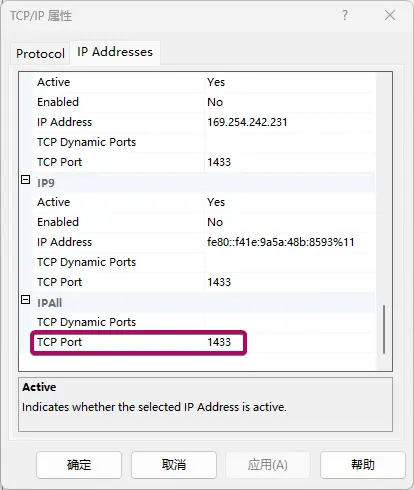 TCP/IP 属性
Protocol IP Addresses
Active Yes
Enabled No
IP Address 169.254.242.231
TCP Dynamic Ports
TCP Port 1433
IP9
Active Yes
Enabled No
IP Address fe80::f41e:9a5a:48b:8593%11
TCP Dynamic Ports
TCP Port 1433
IPAll
TCP Dynamic Ports
TCP Port 1433
Active
Indicates whether the selected IP Address is active.
确定 取消 应用(A) 帮助